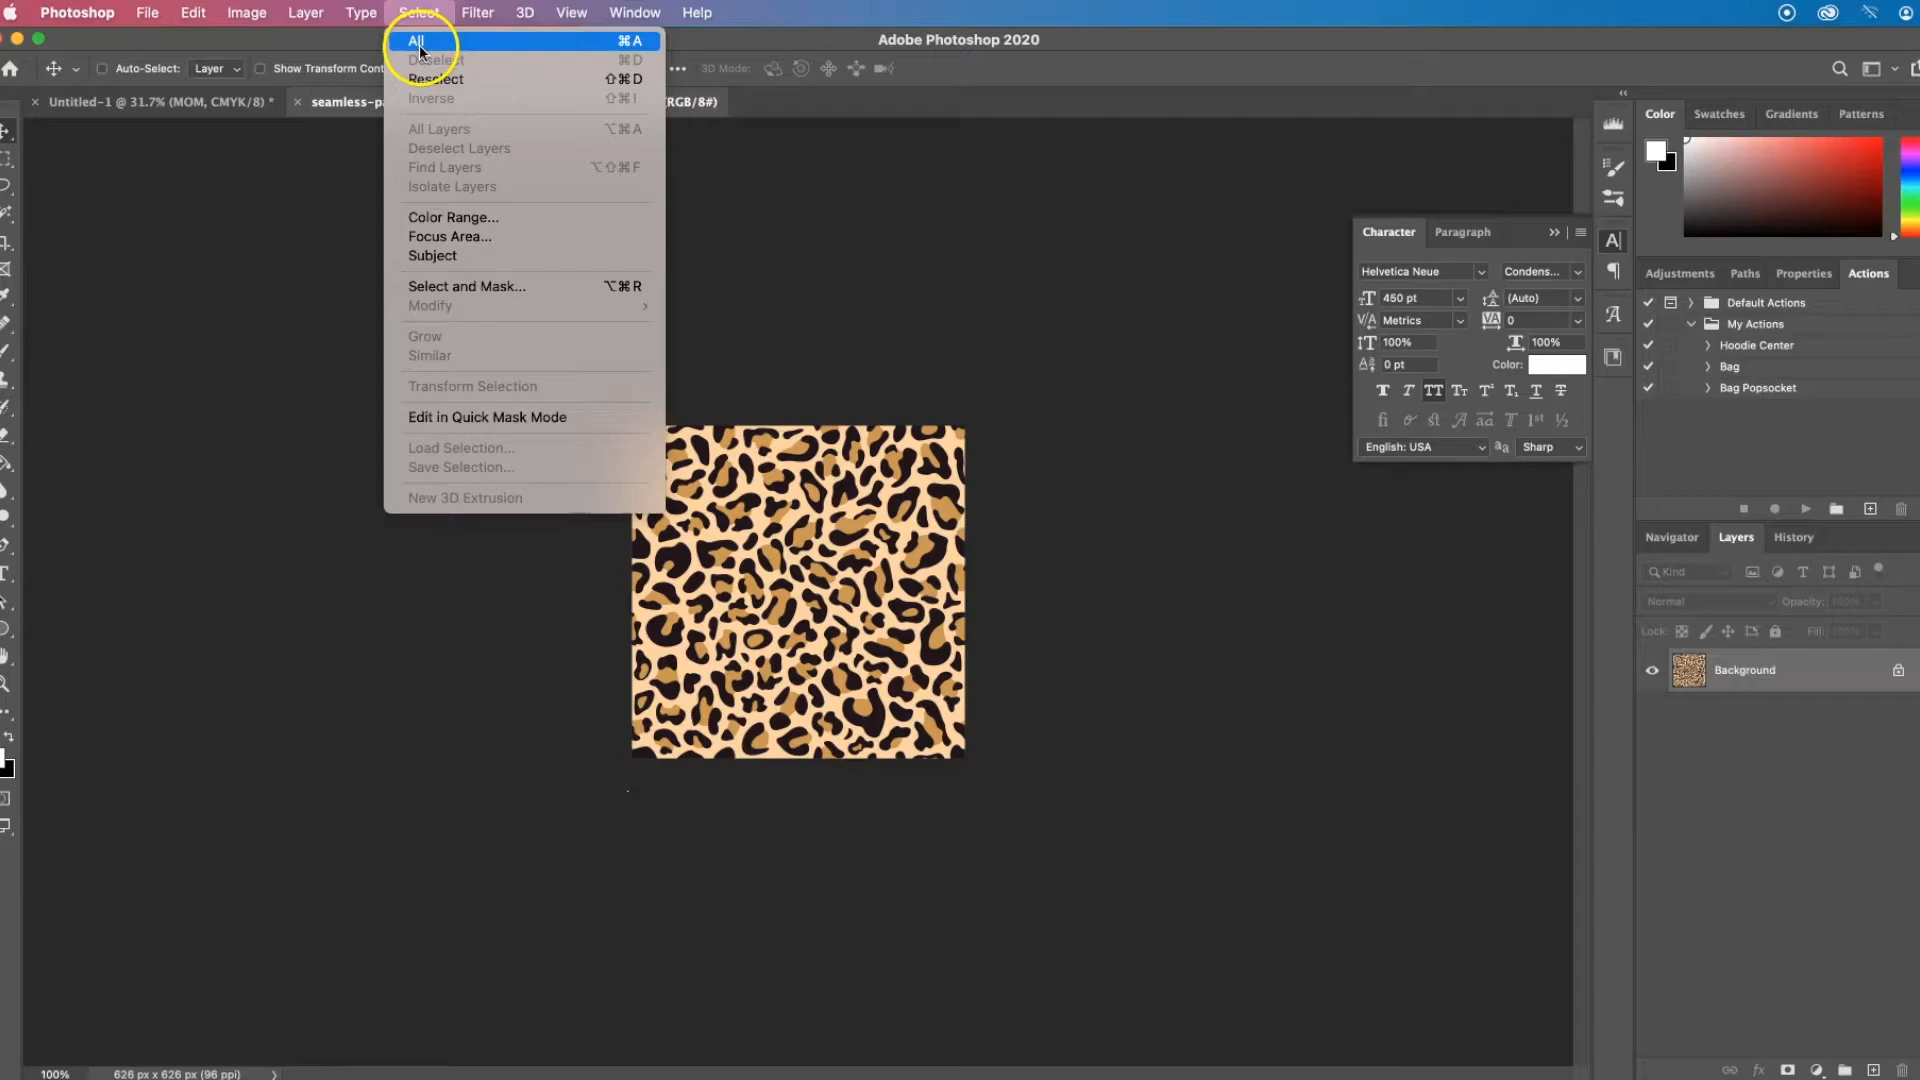 Photoshop File Edit Image Layer Type Select Filter 3D View Window Help
Adobe Photoshop 2020
Auto-Select: Layer Show Transform Cont 3D Mode:
Untitled-1 @ 31.7% (MOM, CMYK/8) * seamless-pa RGB/8#)
All ⌘A
Deselect ⌘D
Reselect ⇧⌘D
Inverse ⇧⌘I
All Layers ⌥⌘A
Deselect Layers
Find Layers ⌥⇧⌘F
Isolate Layers
Color Range...
Focus Area...
Subject
Select and Mask... ⌥⌘R
Modify
Grow
Similar
Transform Selection
Edit in Quick Mask Mode
Load Selection...
Save Selection...
New 3D Extrusion
Character Paragraph
Helvetica Neue Condens...
450 pt (Auto)
Metrics 0
100% 100%
0 pt Color:
English: USA Sharp
Color Swatches Gradients Patterns
Adjustments Paths Properties Actions
Default Actions
My Actions
Hoodie Center
Bag
Bag Popsocket
Navigator Layers History
Kind
Normal Opacity: 100%
Lock: Fill: 100%
Background
100% 626 px x 626 px (96 ppi)